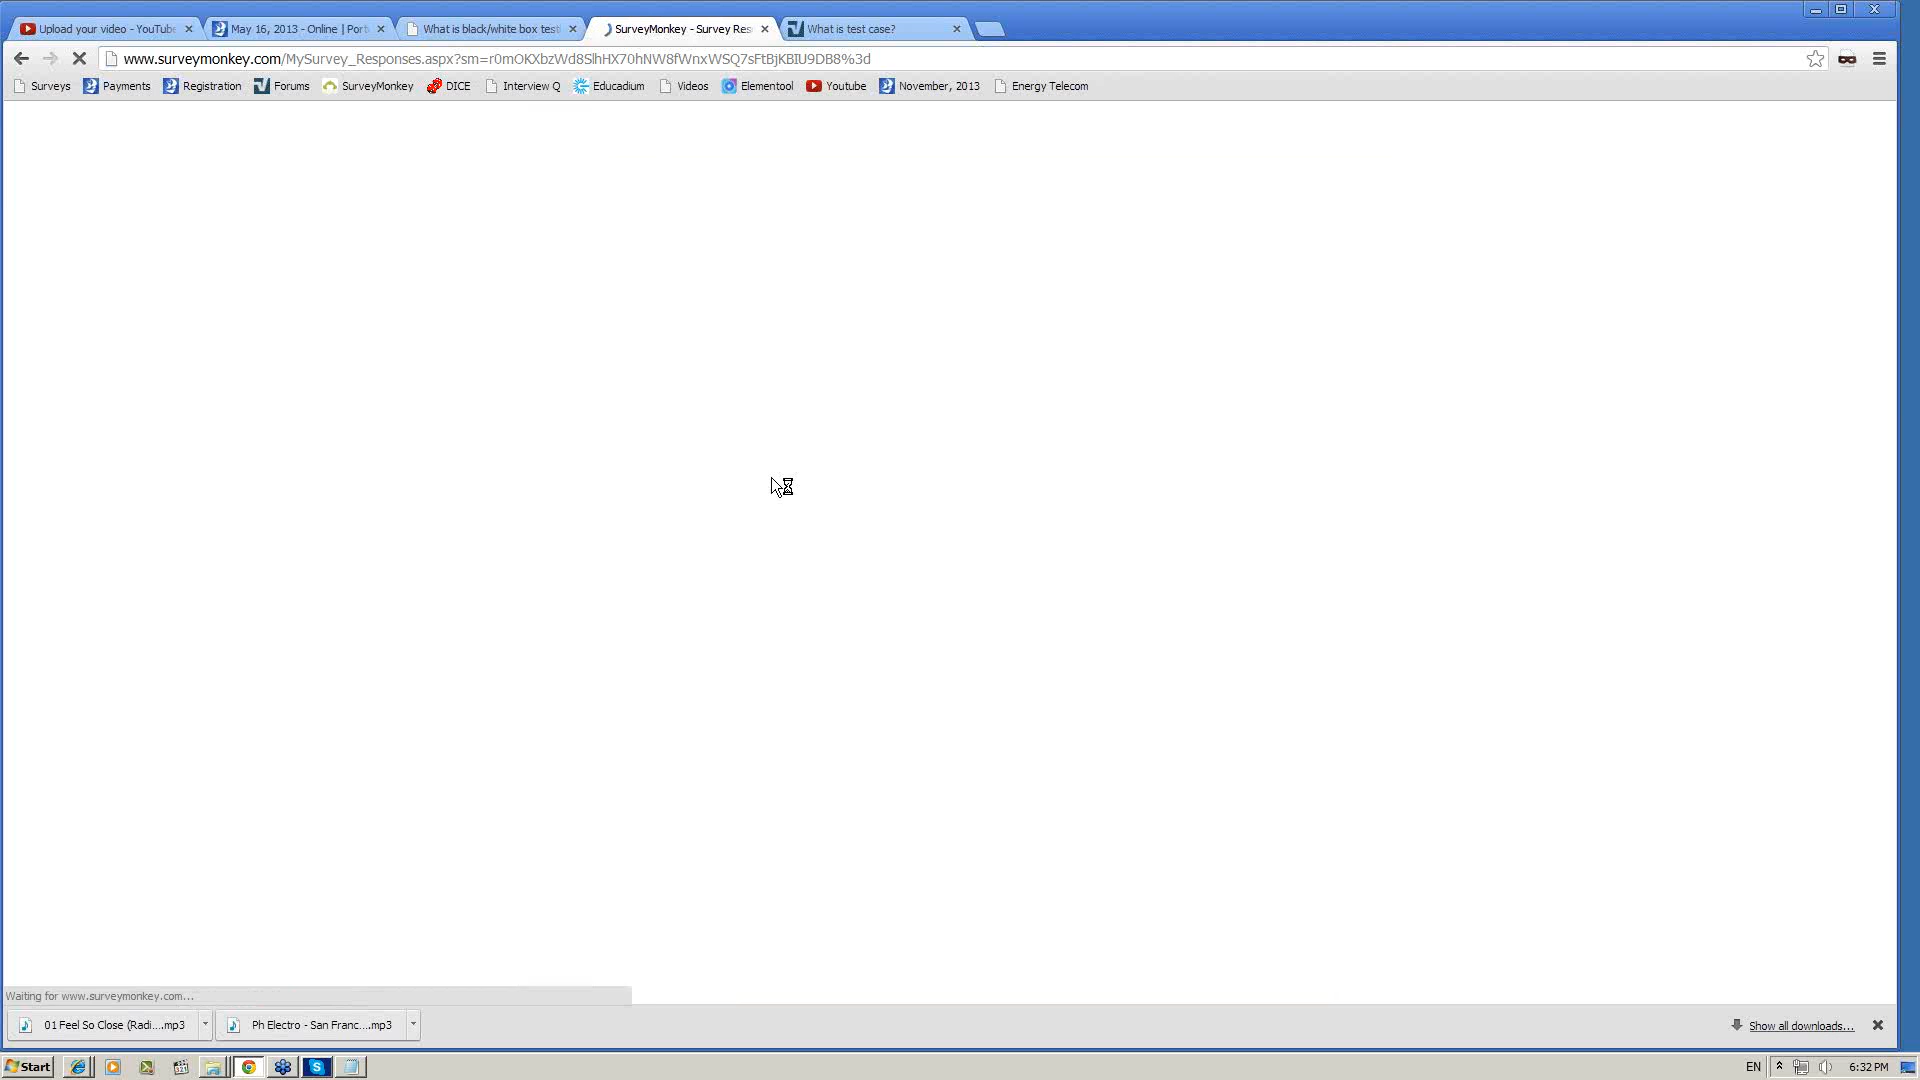 Upload your video - YouTube
May 16, 2013 - Online | Port
What is black/white box test
SurveyMonkey - Survey Res
What is test case?
www.surveymonkey.com/MySurvey_Responses.aspx?sm=r0mOKXbzWd8SlhHX70hNW8fWnxWSQ7sFtBjKBIU9DB8%3d
Surveys Payments Registration Forums SurveyMonkey DICE Interview Q Educadium Videos Elementool Youtube November, 2013 Energy Telecom
Waiting for www.surveymonkey.com...
01 Feel So Close (Radi....mp3 Ph Electro - San Franc....mp3 Show all downloads...
Start EN 6:32 PM